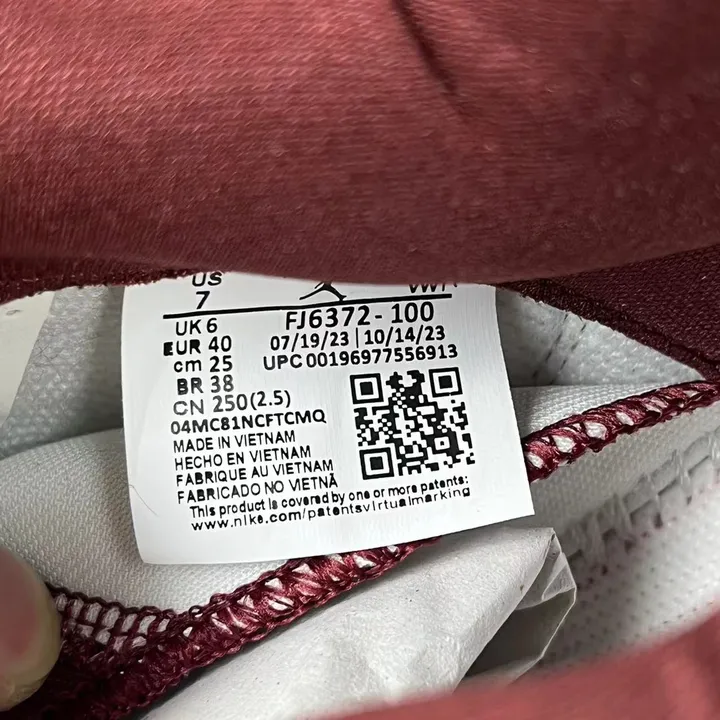 US
7
UK 6
EUR 40
cm 25
BR 38
CN 250(2.5)
04MC81NCFTCMQ
FJ6372-100
07/19/23 | 10/14/23
UPC 00196977556913
MADE IN VIETNAM
HECHO EN VIETNAM
FABRIQUE AU VIETNAM
FABRICADO NO VIETNÃ
This product is covered by one or more patents:
www.nike.com/patentsvirtualmarking